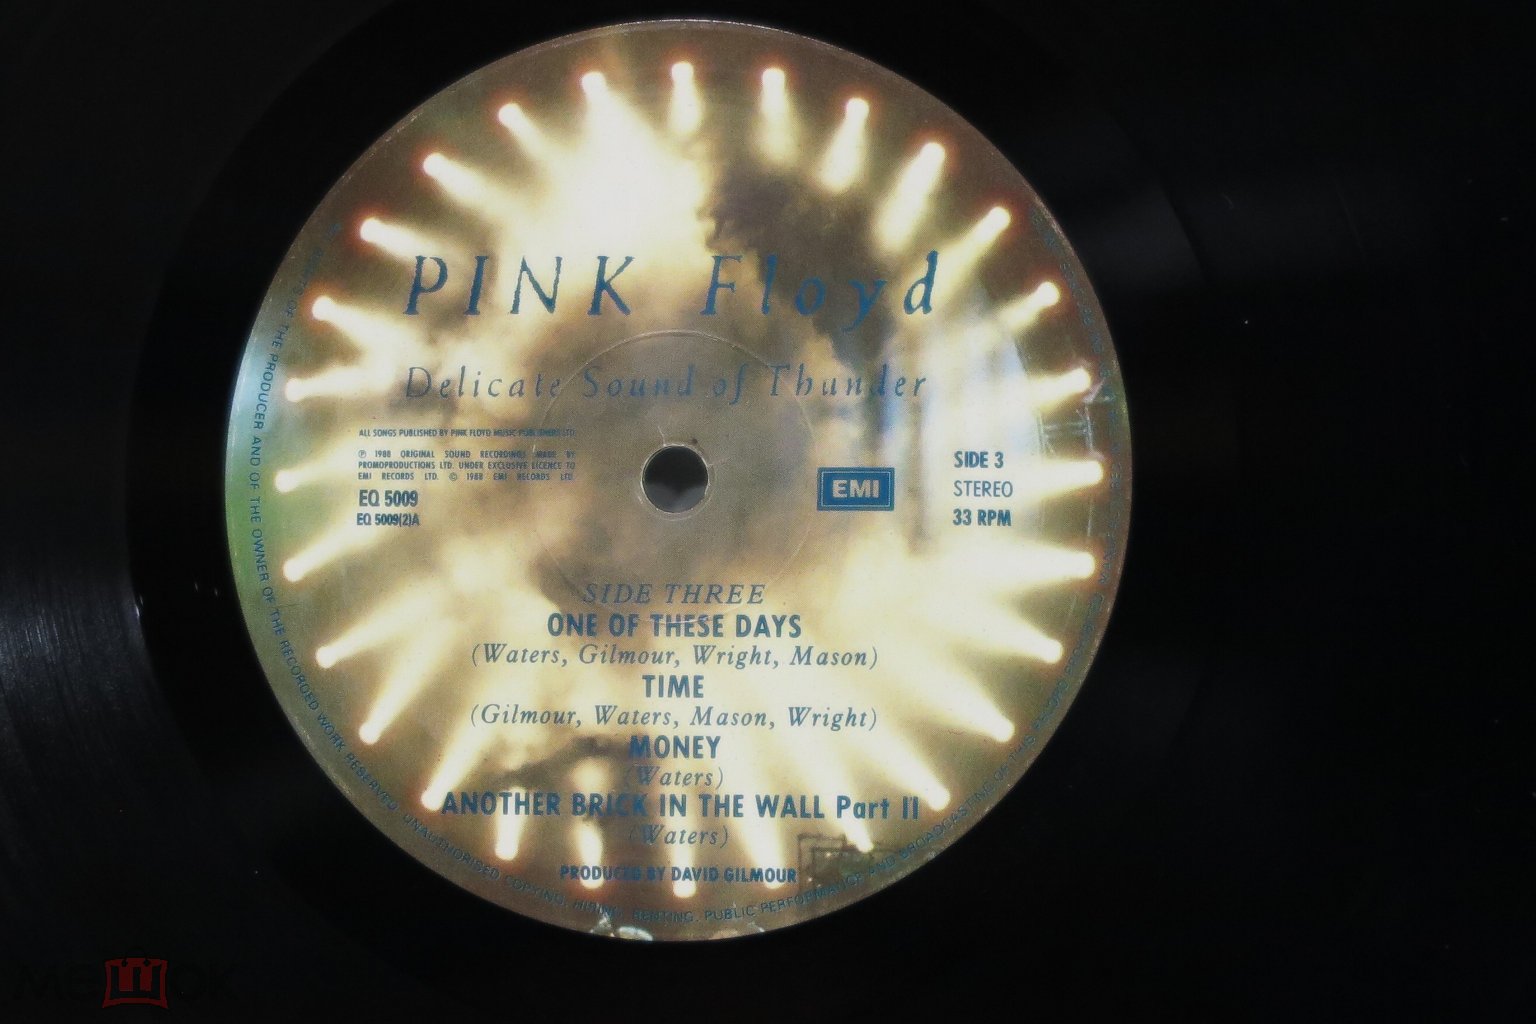 PINK Floyd
Delicate Sound of Thunder
ALL SONGS PUBLISHED BY PINK FLOYD MUSIC PUBLISHERS LTD.
℗ 1988 ORIGINAL SOUND RECORDINGS MADE BY
PROMOPRODUCTIONS LTD. UNDER EXCLUSIVE LICENCE TO
EMI RECORDS LTD. © 1988 EMI RECORDS LTD.
EQ 5009
EQ 5009(2)A
EMI
SIDE 3
STEREO
33 RPM
SIDE THREE
ONE OF THESE DAYS
(Waters, Gilmour, Wright, Mason)
TIME
(Gilmour, Waters, Mason, Wright)
MONEY
(Waters)
ANOTHER BRICK IN THE WALL Part II
(Waters)
PRODUCED BY DAVID GILMOUR
OF THE PRODUCER AND OF THE OWNER OF THE RECORDED WORK RESERVED. UNAUTHORISED COPYING, HIRING, RENTING, PUBLIC PERFORMANCE AND BROADCASTING OF THIS RECORD PROHIBITED
мешок